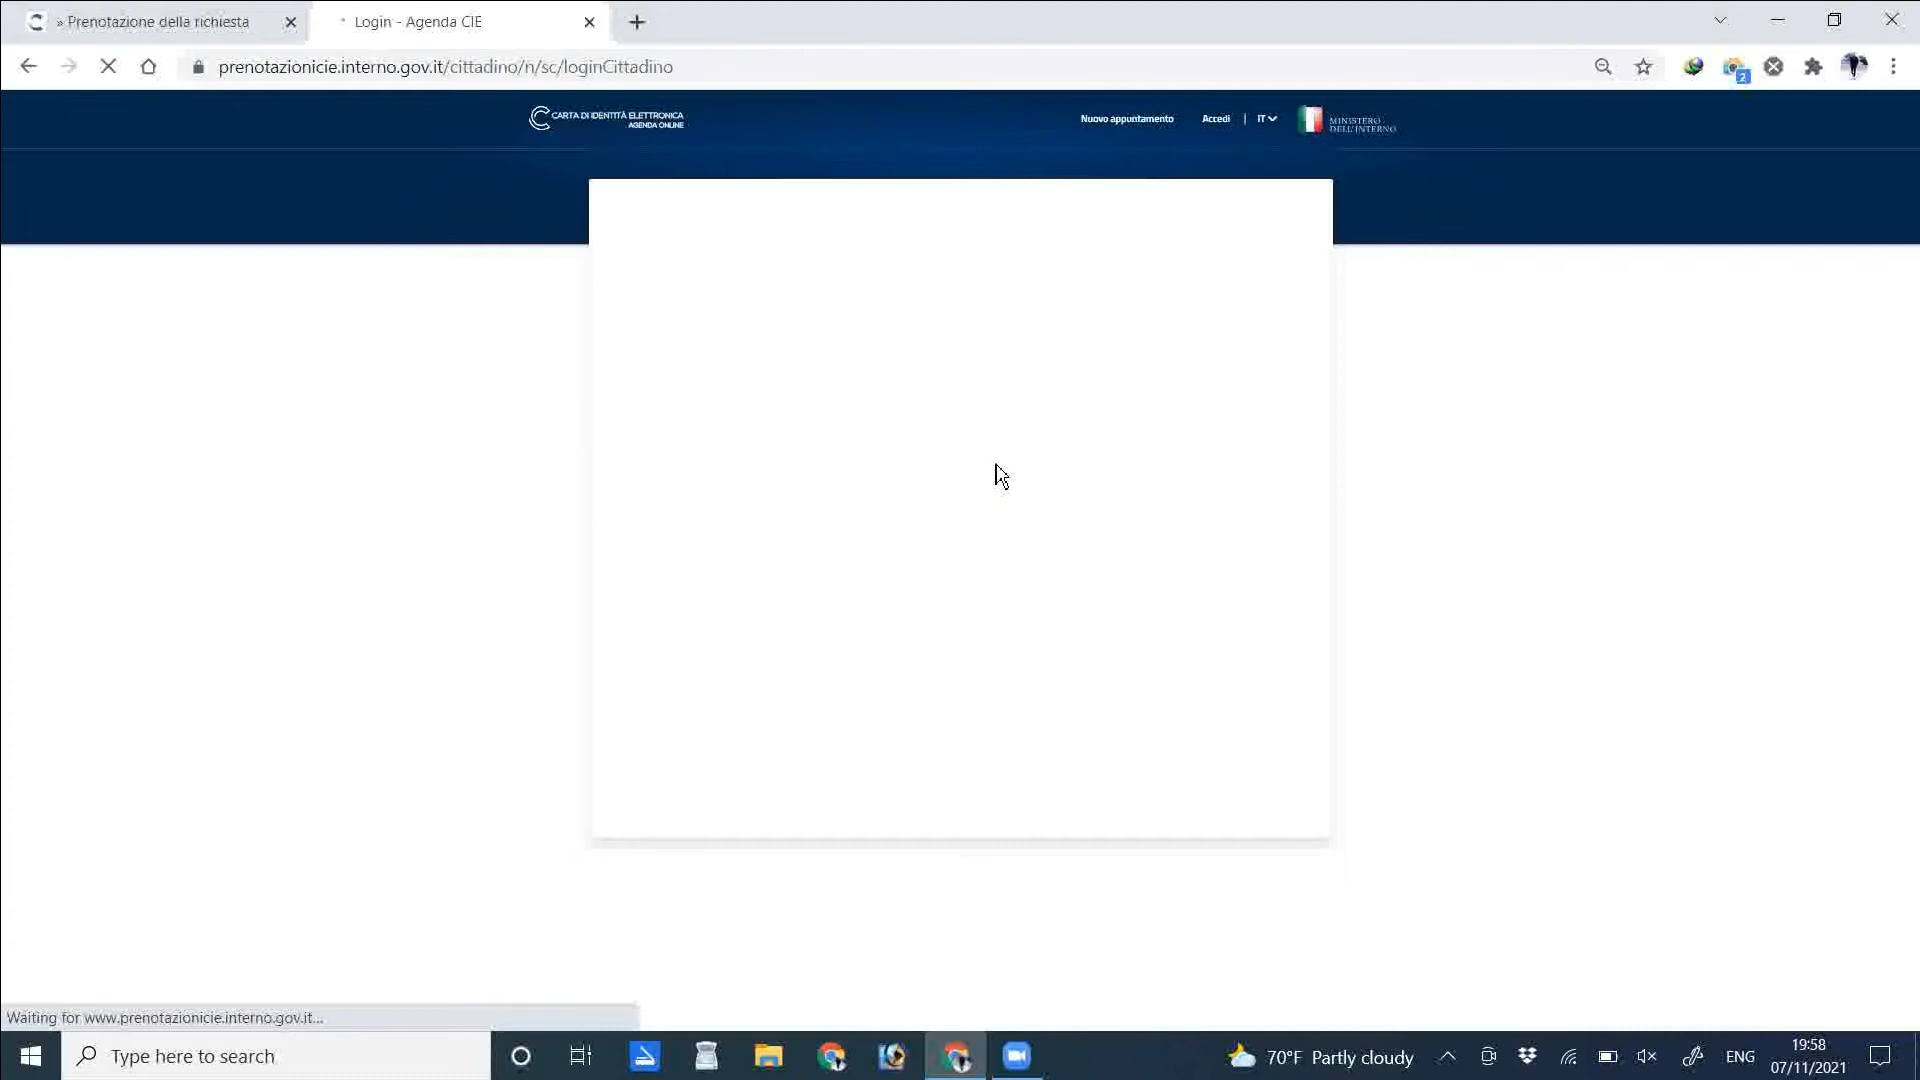 » Prenotazione della richiesta
Login - Agenda CIE
prenotazionicie.interno.gov.it/cittadino/n/sc/loginCittadino
2
CARTA DI IDENTITÀ ELETTRONICA
AGENDA ONLINE
Nuovo appuntamento
Accedi
|
IT
MINISTERO
DELL'INTERNO
Waiting for www.prenotazionicie.interno.gov.it...
Type here to search
70°F Partly cloudy
ENG
19:58
07/11/2021